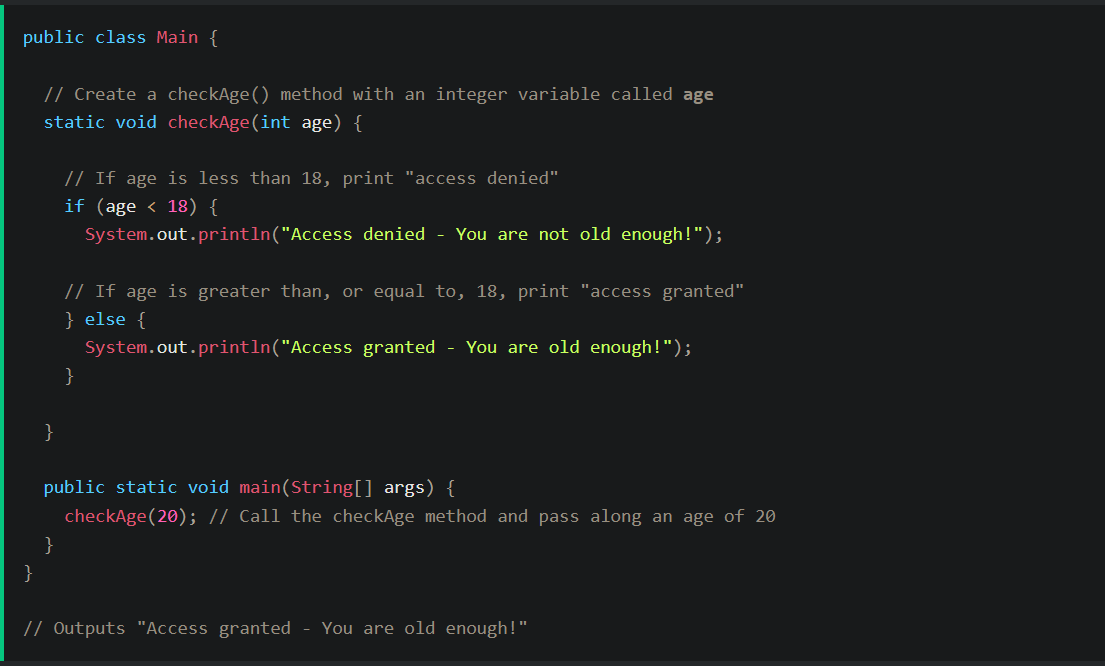 public class Main {
// Create a checkAge() method with an integer variable called age
static void checkAge(int age) {
// If age is less than 18, print "access denied"
if (age < 18) {
System.out.println("Access denied - You are not old enough!");
// If age is greater than, or equal to, 18, print "access granted"
} else {
System.out.println("Access granted - You are old enough!");
}
}
public static void main(String[] args) {
checkAge(20); // Call the checkAge method and pass along an age of 20
}
}
// Outputs "Access granted - You are old enough!"